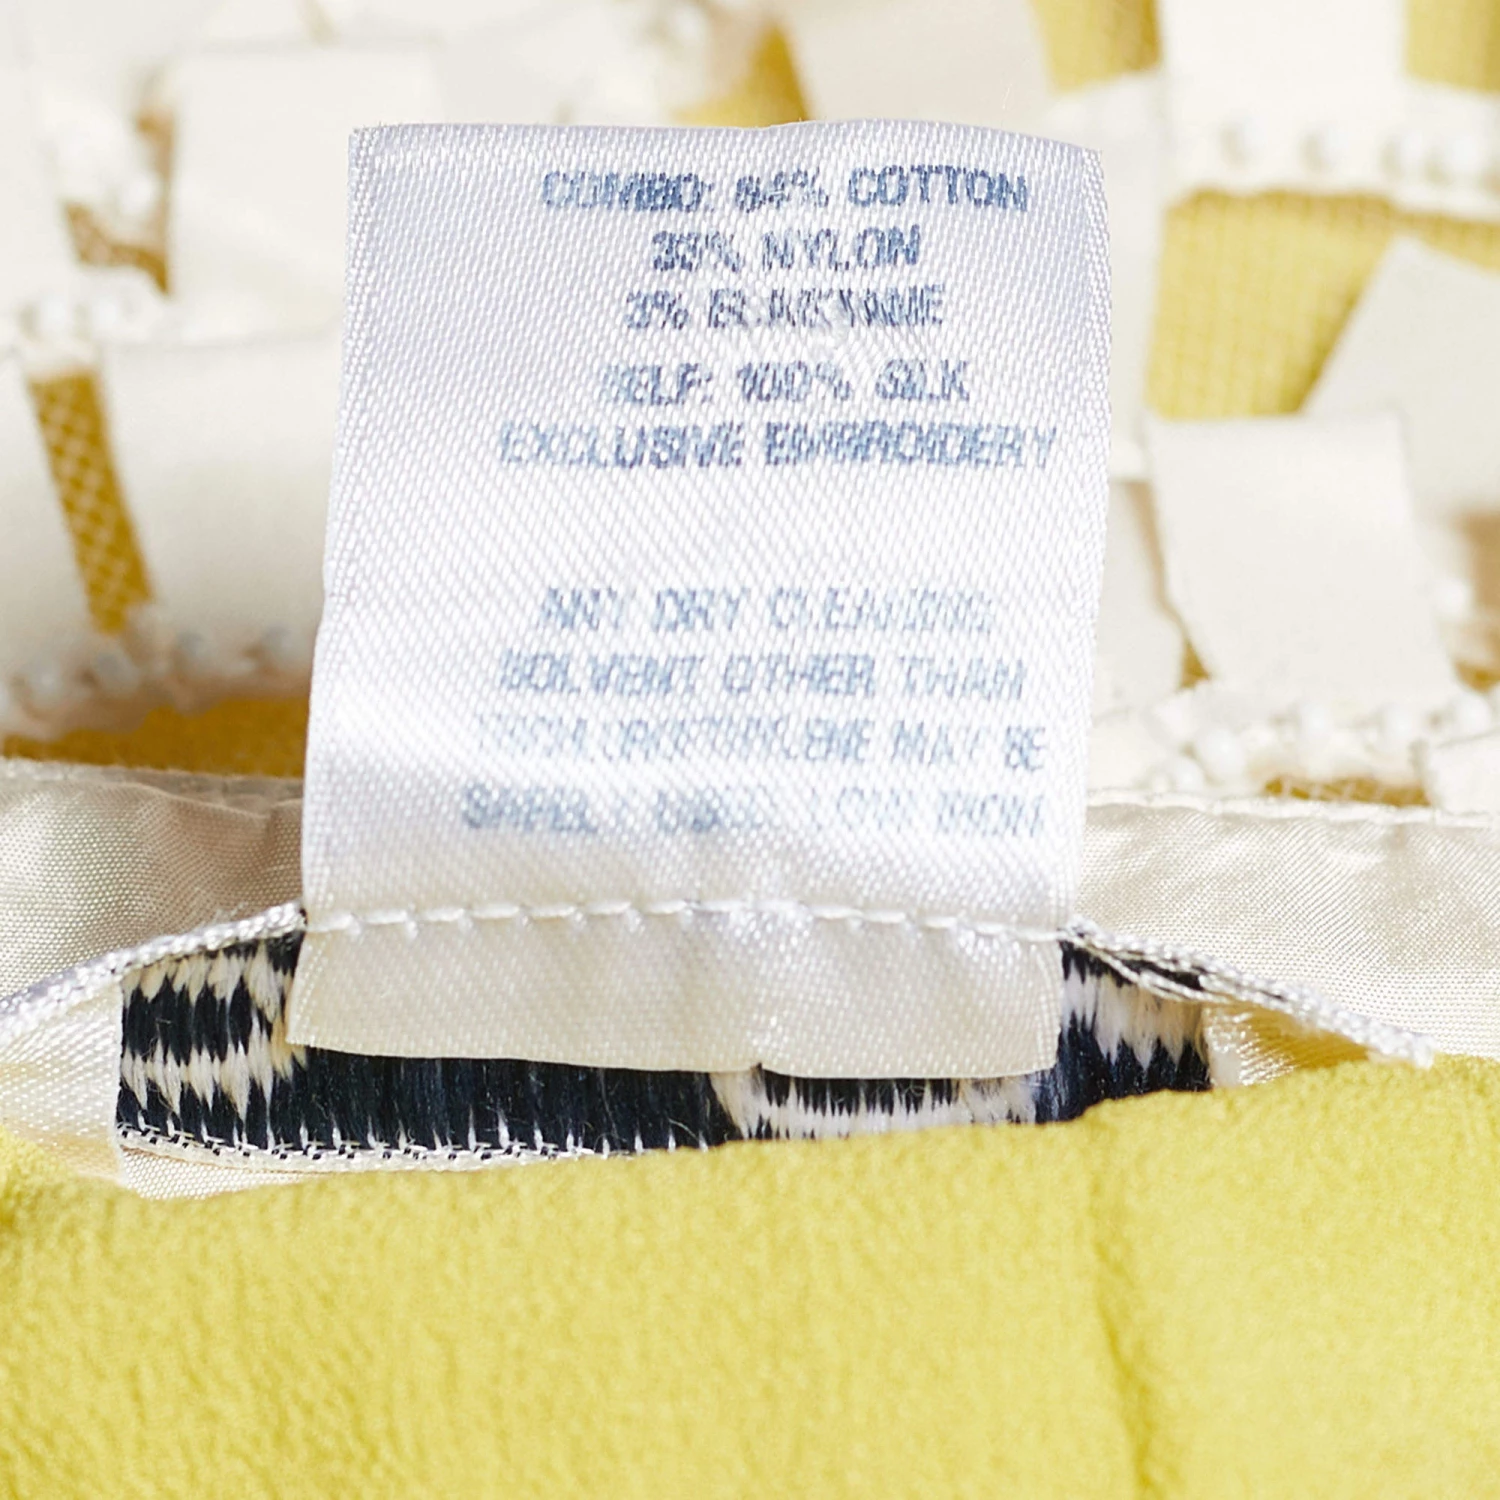 COMBO: 64% COTTON
33% NYLON
3% ELASTANE
SELF: 100% SILK
EXCLUSIVE EMBROIDERY
ANY DRY CLEANING
SOLVENT OTHER THAN
MAY BE
IRON